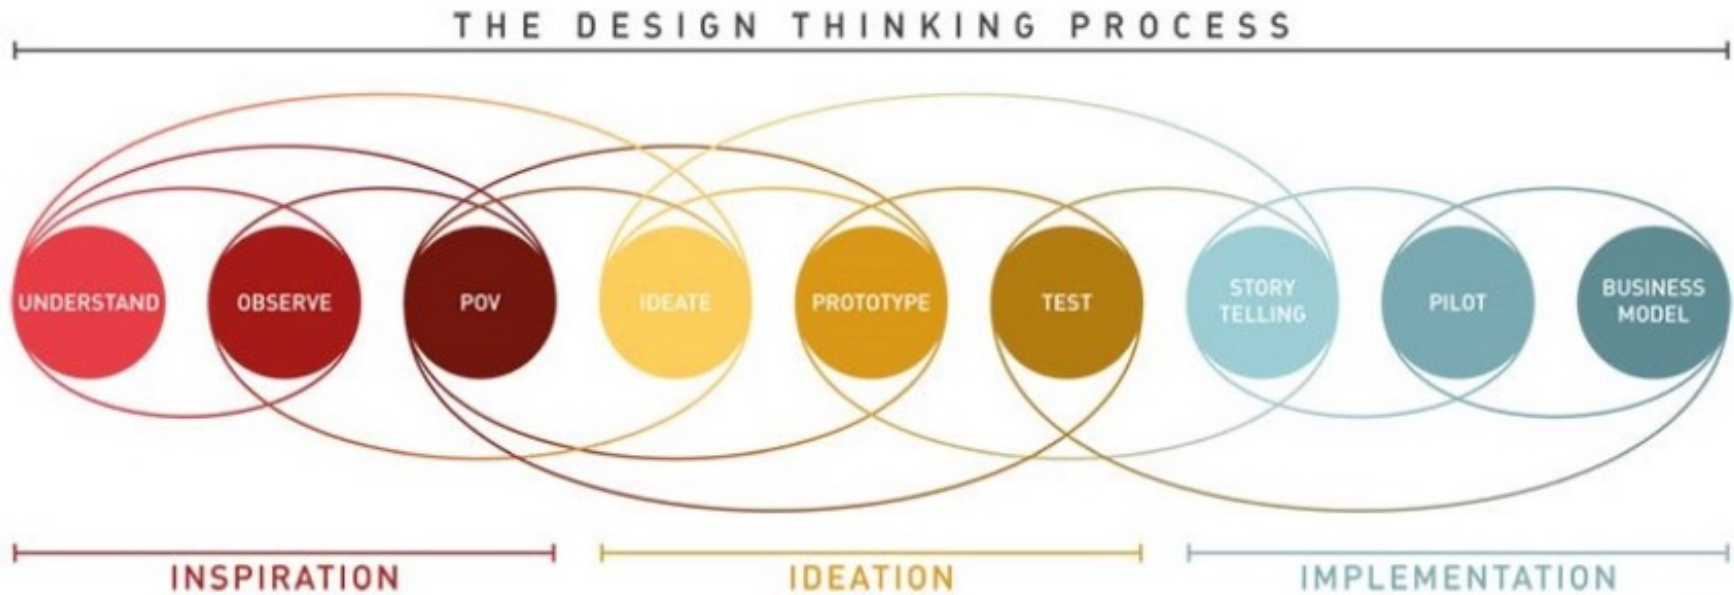 THE DESIGN THINKING PROCESS
UNDERSTAND
OBSERVE
POV
IDEATE
PROTOTYPE
TEST
STORY
TELLING
PILOT
BUSINESS
MODEL
INSPIRATION
IDEATION
IMPLEMENTATION